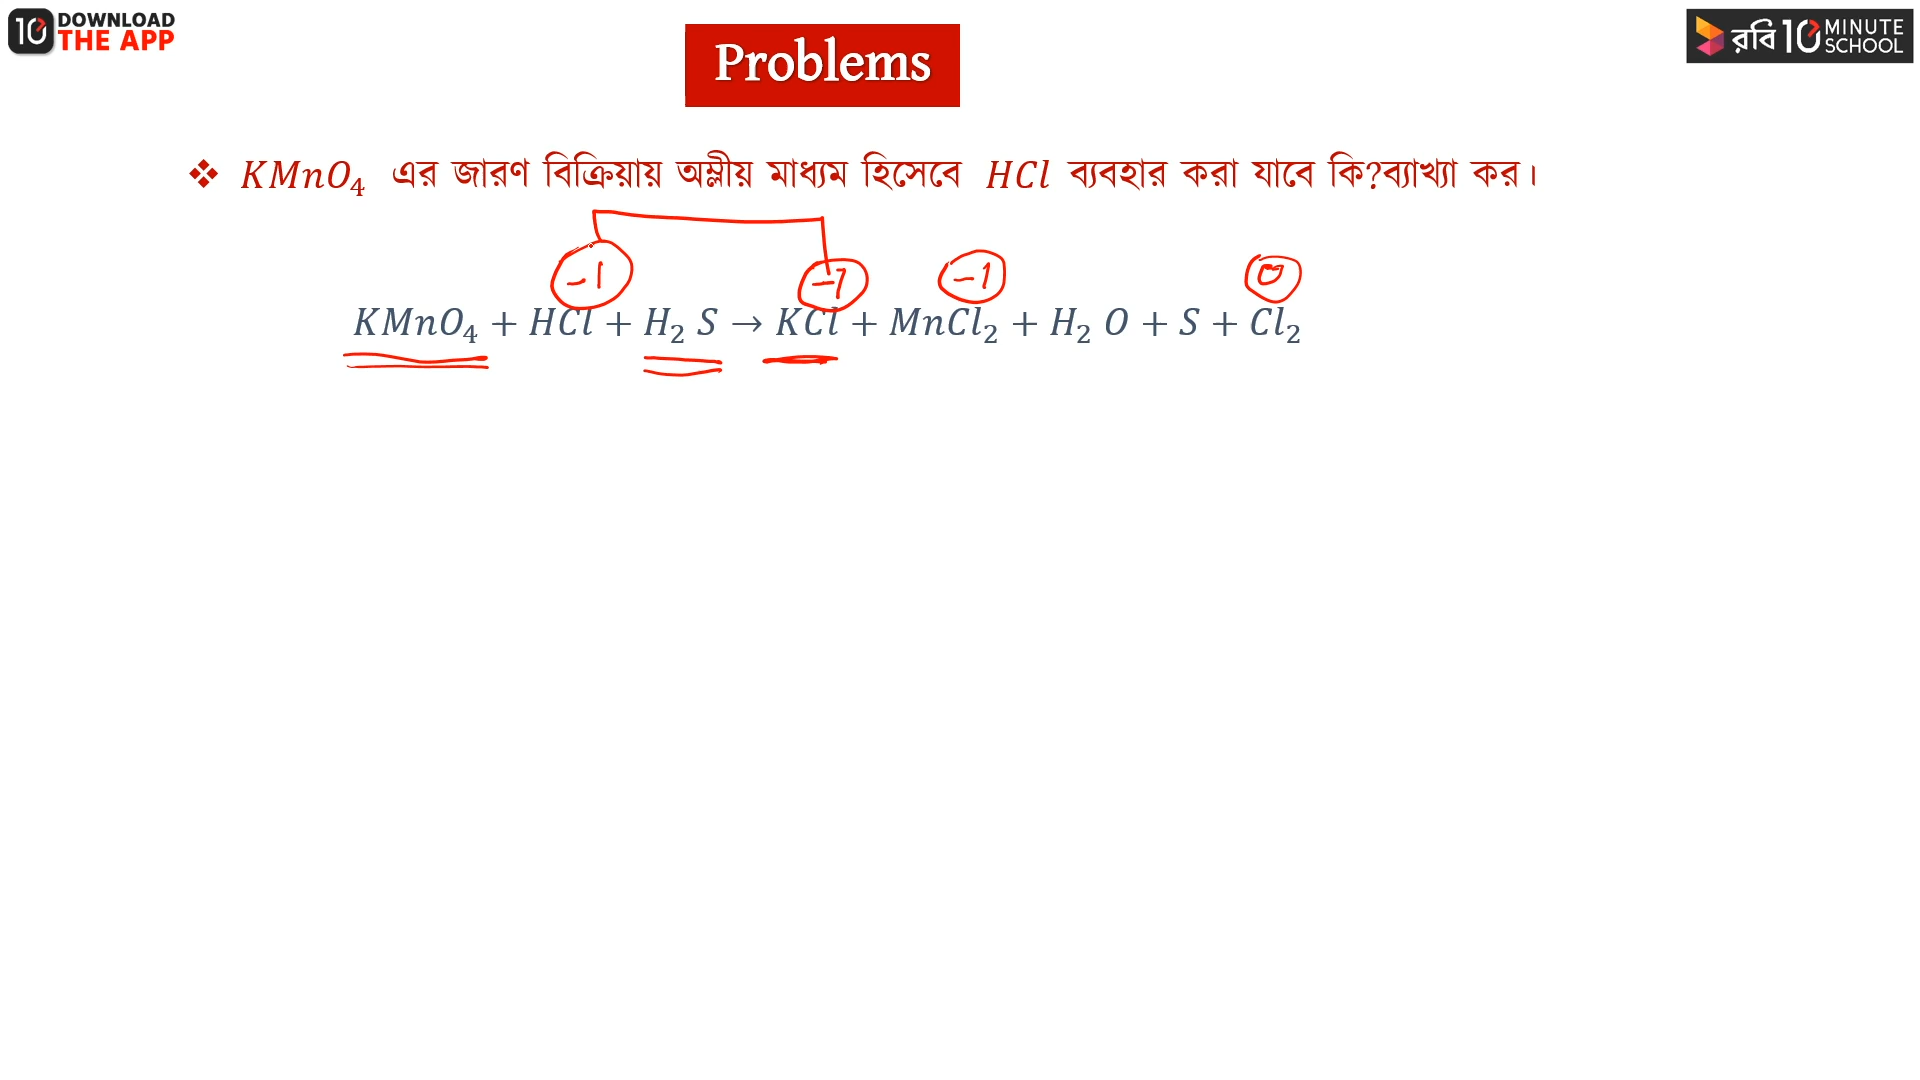 10 DOWNLOAD THE APP
রবি 10 MINUTE SCHOOL
Problems
❖ KMnO₄ এর জারণ বিক্রিয়ায় অম্লীয় মাধ্যম হিসেবে HCl ব্যবহার করা যাবে কি?ব্যাখ্যা কর।
-1 -1 -1 0
KMnO₄ + HCl + H₂ S → KCl + MnCl₂ + H₂ O + S + Cl₂